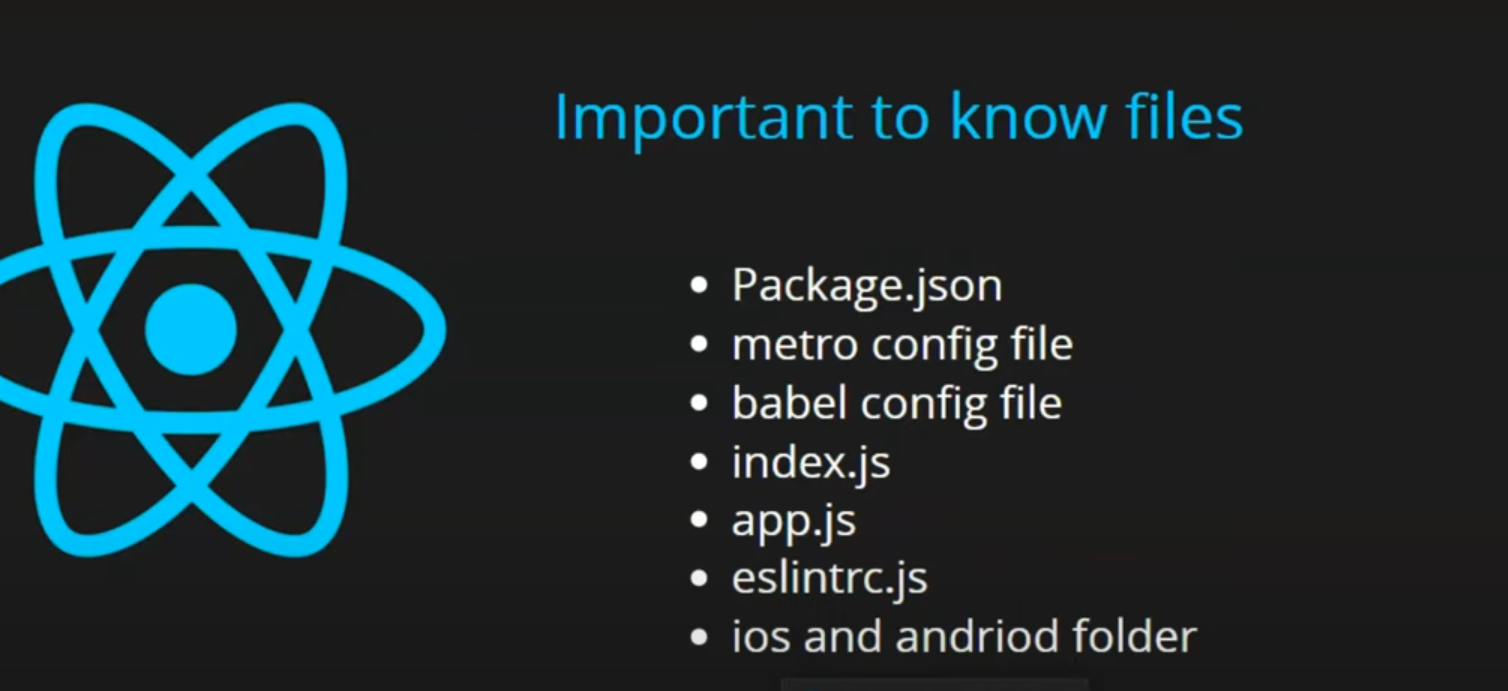 Important to know files
• Package.json
• metro config file
• babel config file
• index.js
• app.js
• eslintrc.js
• ios and andriod folder